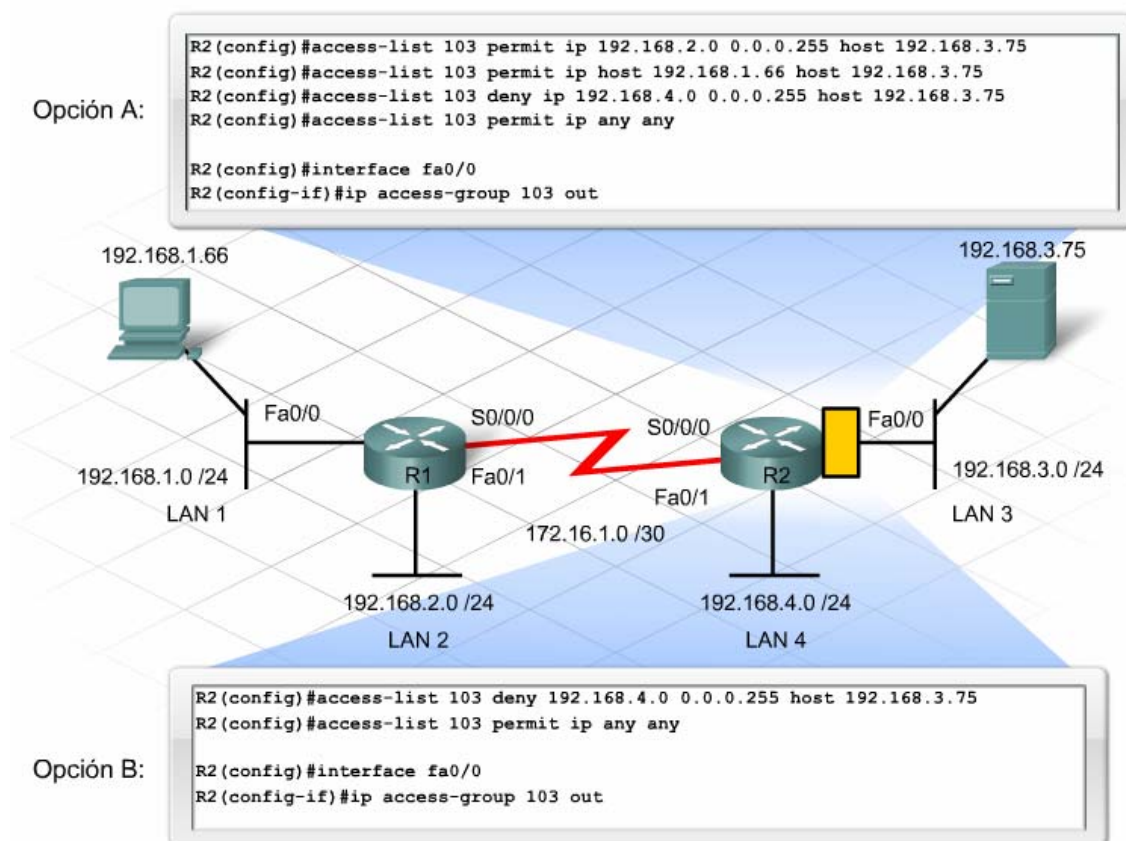 Opción A:
R2(config)#access-list 103 permit ip 192.168.2.0 0.0.0.255 host 192.168.3.75
R2(config)#access-list 103 permit ip host 192.168.1.66 host 192.168.3.75
R2(config)#access-list 103 deny ip 192.168.4.0 0.0.0.255 host 192.168.3.75
R2(config)#access-list 103 permit ip any any
R2(config)#interface fa0/0
R2(config-if)#ip access-group 103 out
192.168.1.66
192.168.3.75
Fa0/0
S0/0/0
S0/0/0
Fa0/0
192.168.1.0 /24
R1
Fa0/1
R2
192.168.3.0 /24
Fa0/1
LAN 1
LAN 3
172.16.1.0 /30
192.168.2.0 /24
192.168.4.0 /24
LAN 2
LAN 4
Opción B:
R2(config)#access-list 103 deny 192.168.4.0 0.0.0.255 host 192.168.3.75
R2(config)#access-list 103 permit ip any any
R2(config)#interface fa0/0
R2(config-if)#ip access-group 103 out